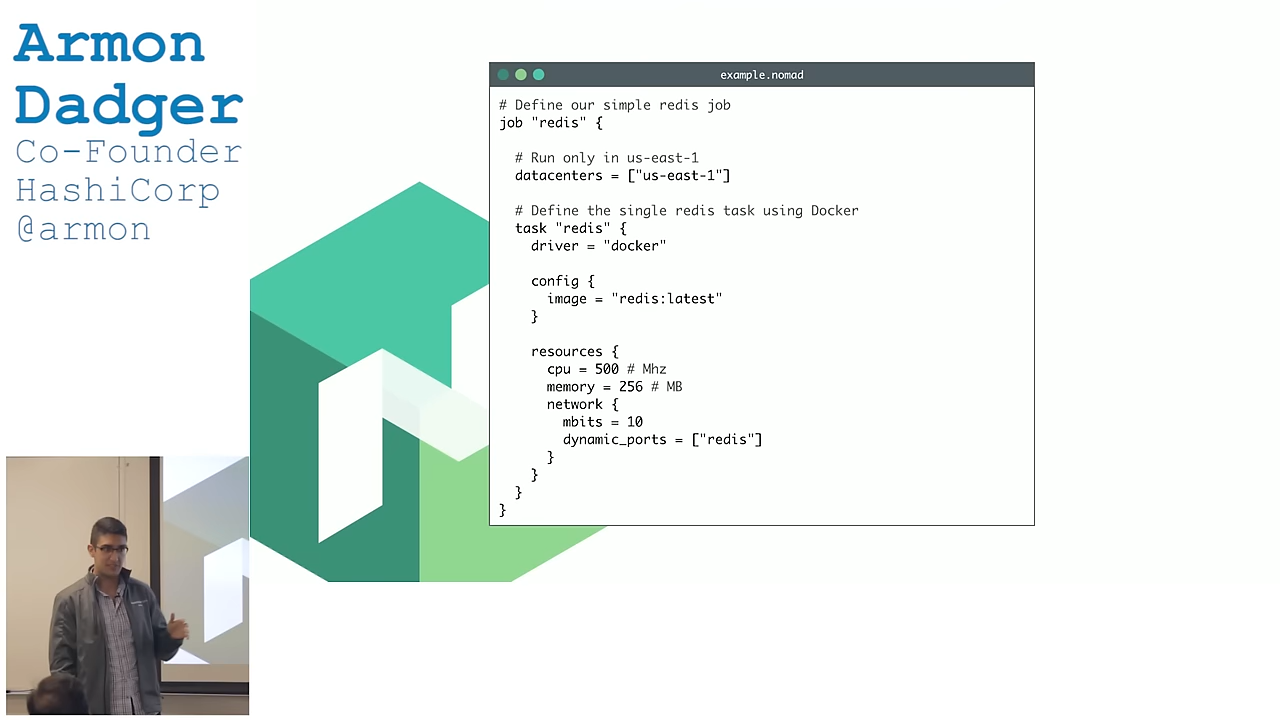 Armon
Dadger
Co-Founder
HashiCorp
@armon
example.nomad
# Define our simple redis job
job "redis" {
# Run only in us-east-1
datacenters = ["us-east-1"]
# Define the single redis task using Docker
task "redis" {
driver = "docker"
config {
image = "redis:latest"
}
resources {
cpu = 500 # Mhz
memory = 256 # MB
network {
mbits = 10
dynamic_ports = ["redis"]
}
}
}
}